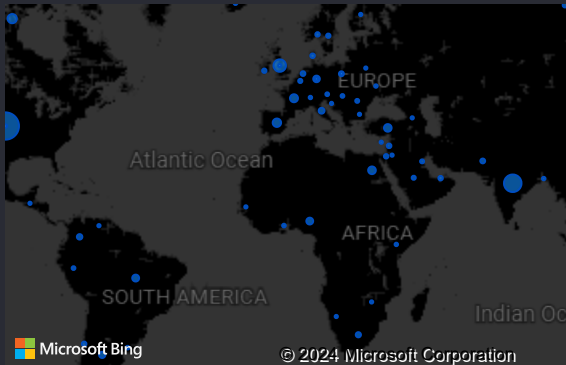 EUROPE
Atlantic Ocean
AFRICA
SOUTH AMERICA
Indian Oc
Microsoft Bing
© 2024 Microsoft Corporation